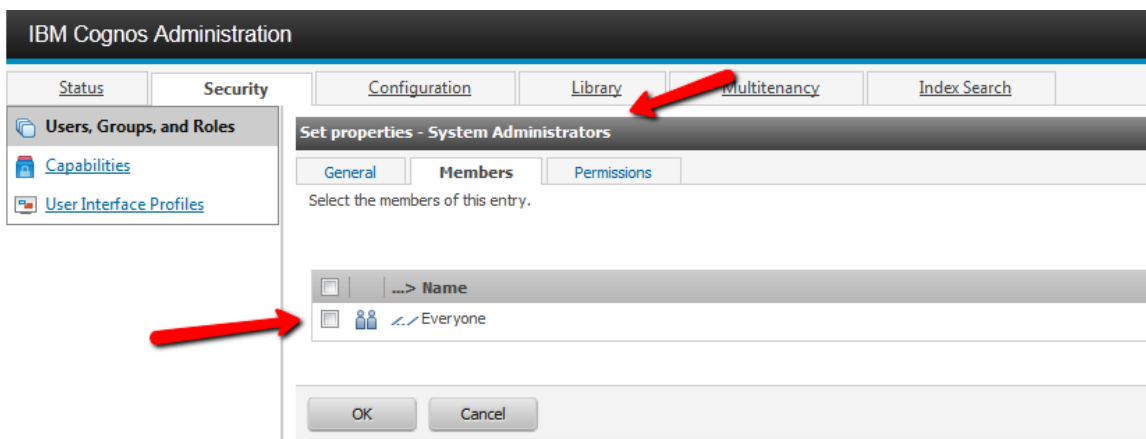 IBM Cognos Administration
Status Security Configuration Library Multitenancy Index Search
Users, Groups, and Roles
Capabilities
User Interface Profiles
Set properties - System Administrators
General Members Permissions
Select the members of this entry.
...> Name
Everyone
OK Cancel